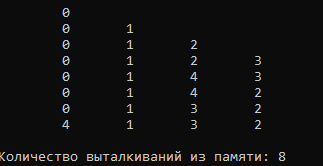 0
0 1
0 1 2
0 1 2 3
0 1 4 3
0 1 4 2
0 1 3 2
4 1 3 2
Количество выталкиваний из памяти: 8